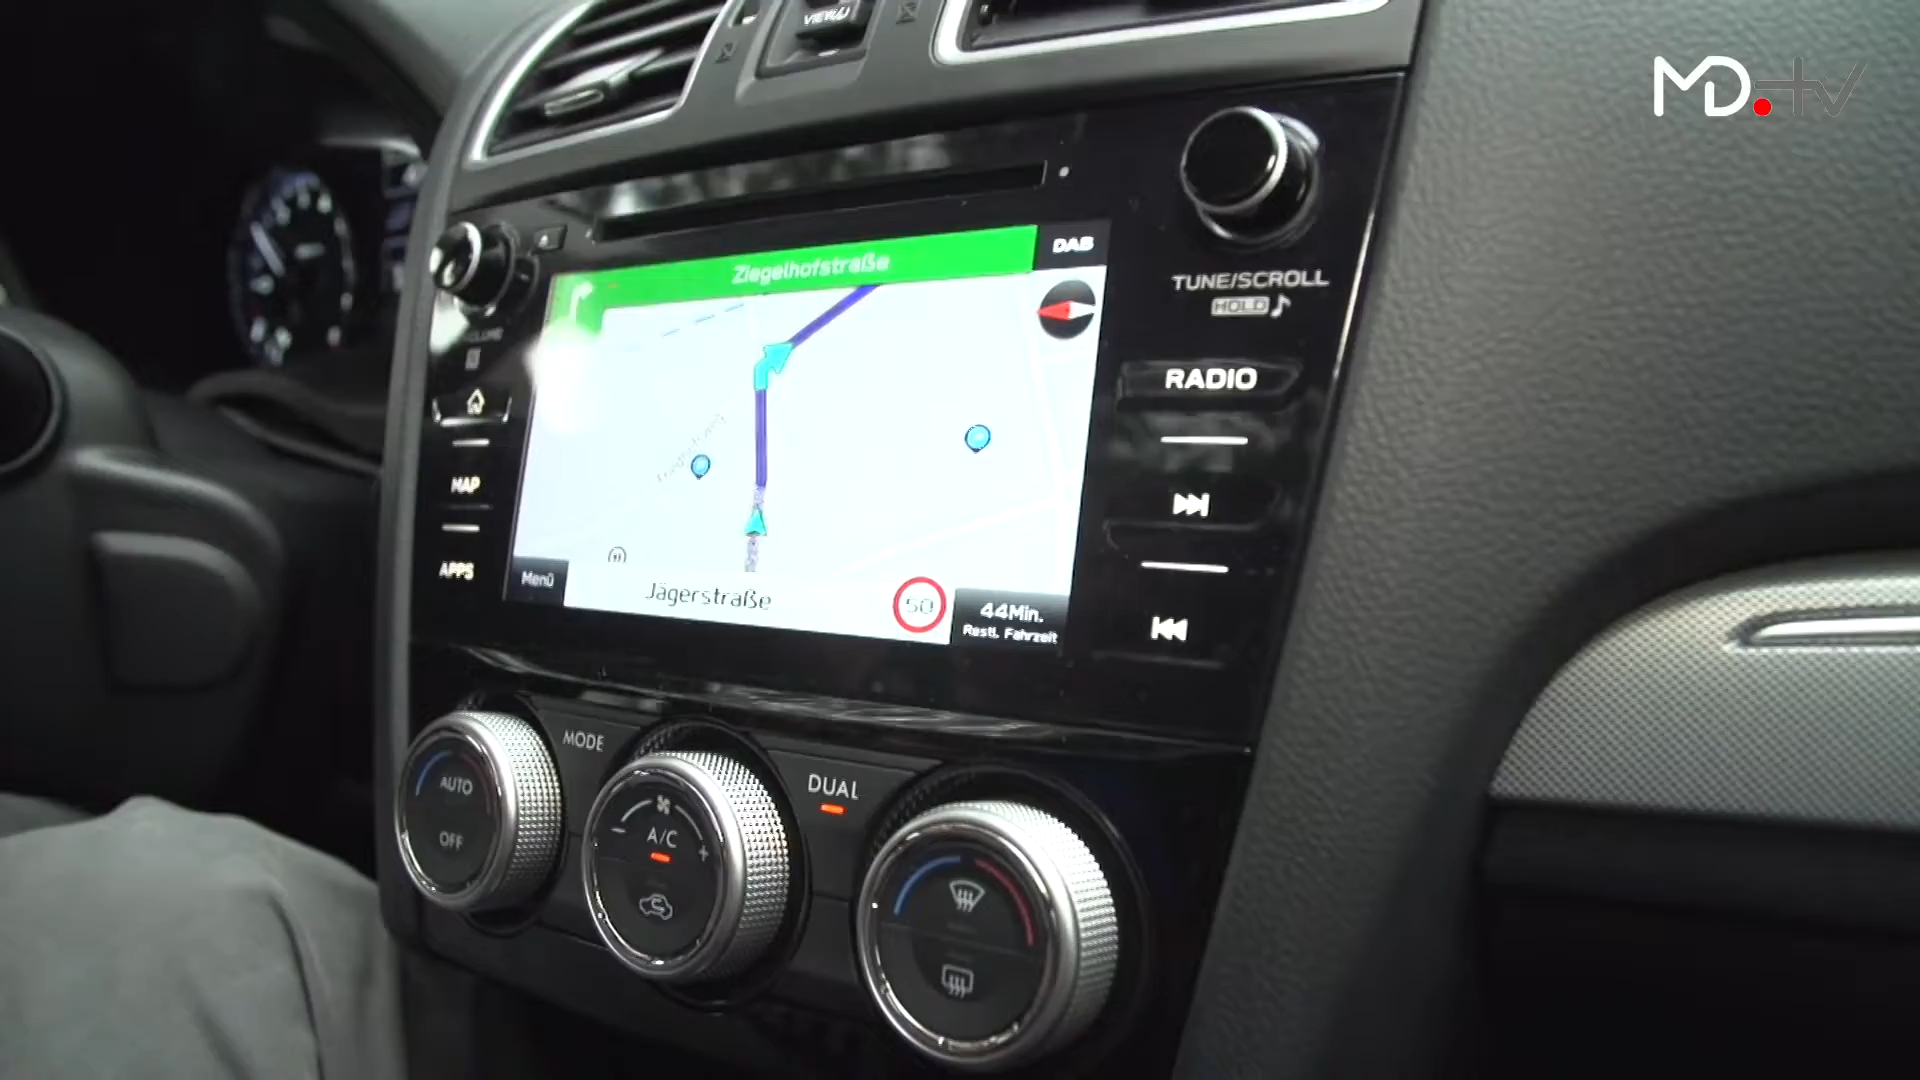 VIEW
MD.tv
DAB
Ziegelhofstraße
TUNE/SCROLL
HOLD
RADIO
MAP
APPS
Menü
Jägerstraße
50
44Min.
Restl. Fahrzeit
MODE
DUAL
AUTO
OFF
A/C